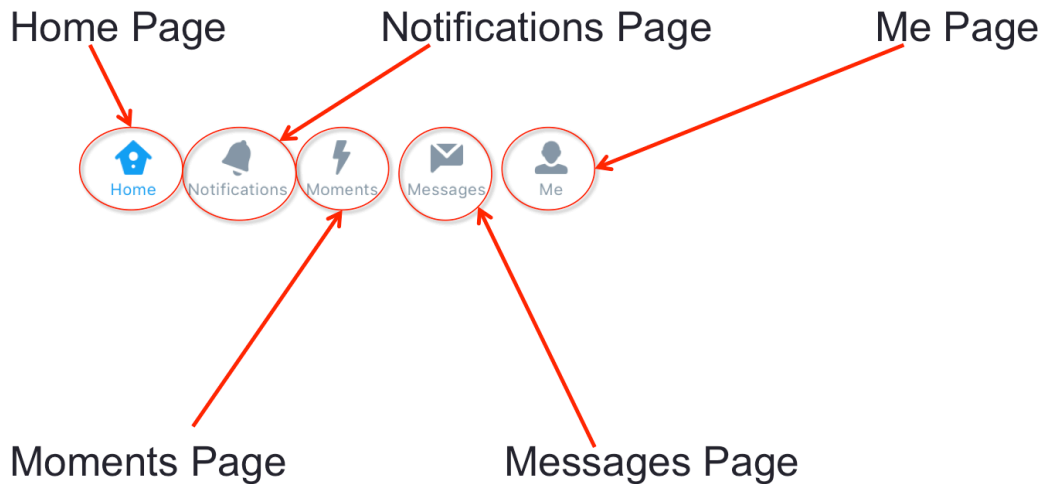 Home Page
Notifications Page
Me Page
Home
Notifications
Moments
Messages
Me
Moments Page
Messages Page